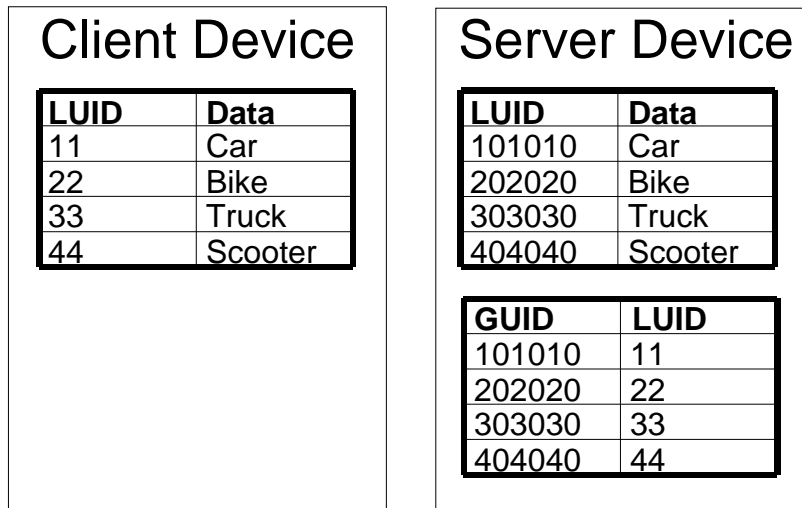 Client Device
LUID Data
11 Car
22 Bike
33 Truck
44 Scooter
Server Device
LUID Data
101010 Car
202020 Bike
303030 Truck
404040 Scooter
GUID LUID
101010 11
202020 22
303030 33
404040 44